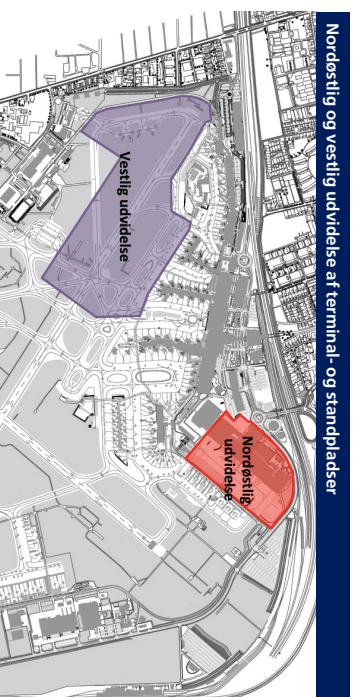 Nordøstlig og vestlig udvidelse af terminal- og standpladser
Vestlig udvidelse
Nordøstlig
udvidelse